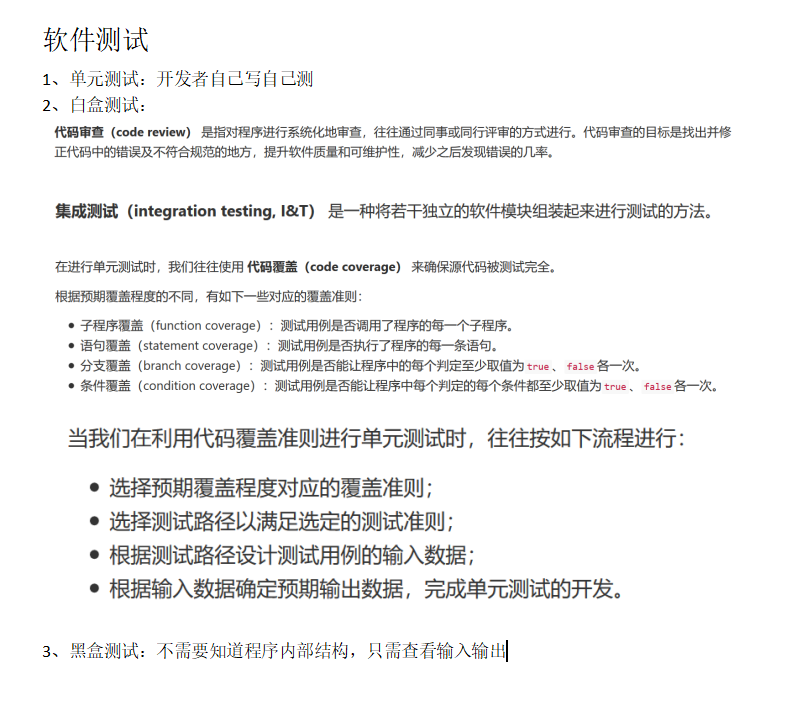 软件测试
1、单元测试：开发者自己写自己测
2、白盒测试：
代码审查（code review） 是指对程序进行系统化地审查，往往通过同事或同行评审的方式进行。代码审查的目标是找出并修
正代码中的错误及不符合规范的地方，提升软件质量和可维护性，减少之后发现错误的几率。
集成测试（integration testing, I&T） 是一种将若干独立的软件模块组装起来进行测试的方法。
在进行单元测试时，我们往往使用 代码覆盖（code coverage） 来确保源代码被测试完全。
根据预期覆盖程度的不同，有如下一些对应的覆盖准则：
● 子程序覆盖（function coverage）：测试用例是否调用了程序的每一个子程序。
● 语句覆盖（statement coverage）：测试用例是否执行了程序的每一条语句。
● 分支覆盖（branch coverage）：测试用例是否能让程序中的每个判定至少取值为 true 、 false 各一次。
● 条件覆盖（condition coverage）：测试用例是否能让程序中每个判定的每个条件都至少取值为 true 、 false 各一次。
当我们在利用代码覆盖准则进行单元测试时，往往按如下流程进行：
● 选择预期覆盖程度对应的覆盖准则；
● 选择测试路径以满足选定的测试准则；
● 根据测试路径设计测试用例的输入数据；
● 根据输入数据确定预期输出数据，完成单元测试的开发。
3、黑盒测试：不需要知道程序内部结构，只需查看输入输出